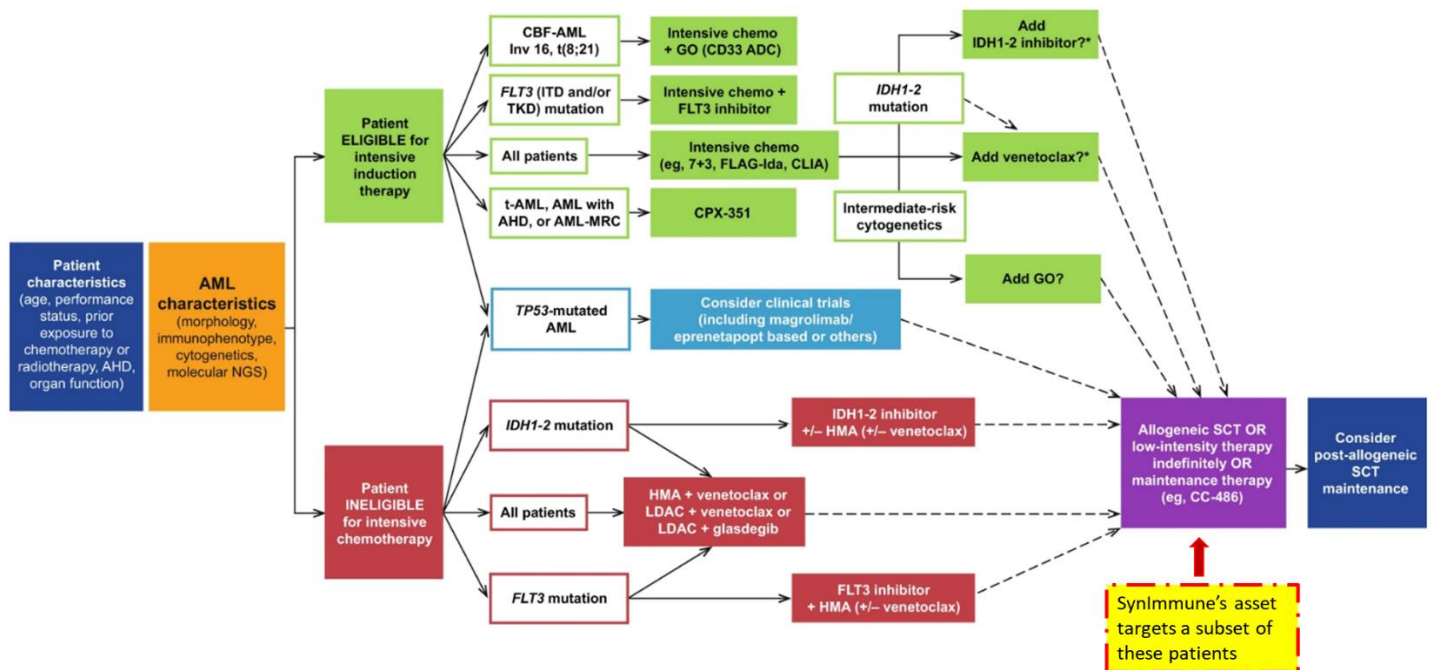 Patient
characteristics
(age, performance
status, prior
exposure to
chemotherapy or
radiotherapy, AHD,
organ function)
AML
characteristics
(morphology,
immunophenotype,
cytogenetics,
molecular NGS)
Patient
ELIGIBLE for
intensive
induction
therapy
CBF-AML
Inv 16, t(8;21)
Intensive chemo
+ GO (CD33 ADC)
FLT3 (ITD and/or
TKD) mutation
Intensive chemo +
FLT3 inhibitor
All patients
Intensive chemo
(eg, 7+3, FLAG-Ida, CLIA)
t-AML, AML with
AHD, or AML-MRC
CPX-351
IDH1-2
mutation
Intermediate-risk
cytogenetics
Add
IDH1-2 inhibitor?*
Add venetoclax?*
Add GO?
TP53-mutated
AML
Consider clinical trials
(including magrolimab/
eprenetapopt based or others)
Patient
INELIGIBLE
for intensive
chemotherapy
IDH1-2 mutation
IDH1-2 inhibitor
+/– HMA (+/– venetoclax)
All patients
HMA + venetoclax or
LDAC + venetoclax or
LDAC + glasdegib
FLT3 mutation
FLT3 inhibitor
+ HMA (+/– venetoclax)
Allogeneic SCT OR
low-intensity therapy
indefinitely OR
maintenance therapy
(eg, CC-486)
Consider
post-allogeneic
SCT
maintenance
SynImmune's asset
targets a subset of
these patients